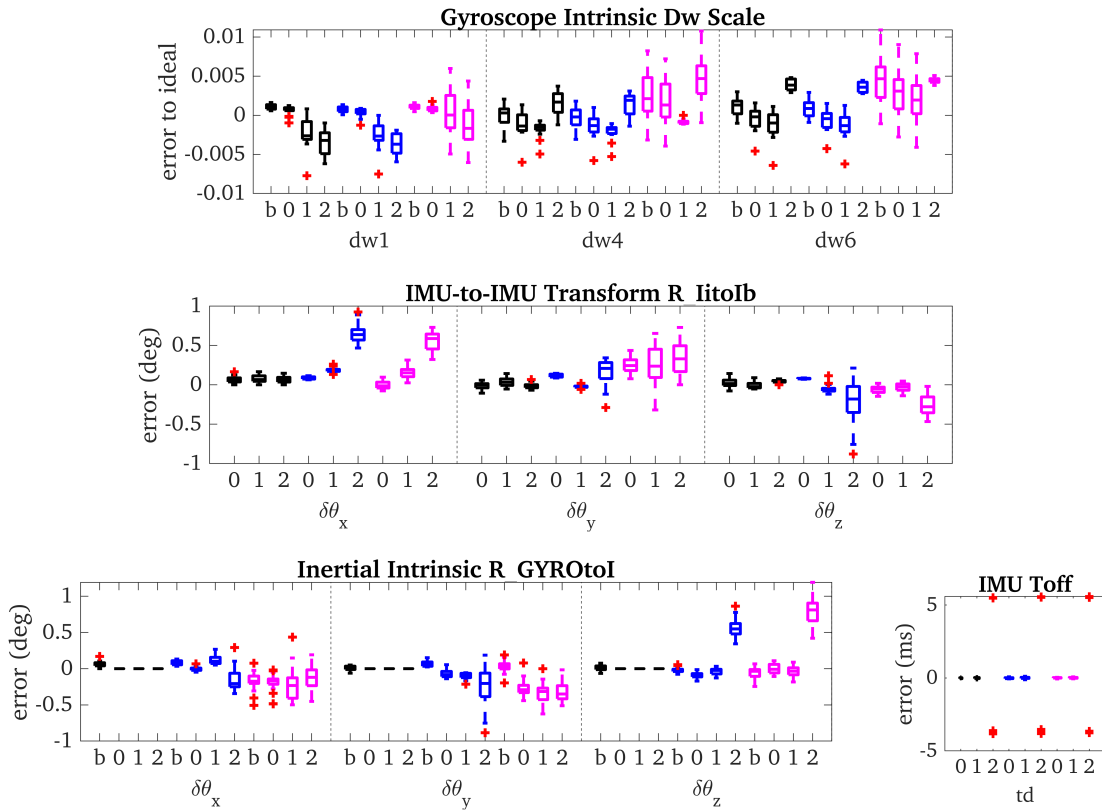 Gyroscope Intrinsic Dw Scale
error to ideal
0.01
0.005
0
-0.005
-0.01
b 0 1 2 b 0 1 2 b 0 1 2 b 0 1 2 b 0 1 2 b 0 1 2 b 0 1 2 b 0 1 2 b 0 1 2
dw1 dw4 dw6
IMU-to-IMU Transform R_IitoIb
error (deg)
1
0.5
0
-0.5
-1
0 1 2 0 1 2 0 1 2 0 1 2 0 1 2 0 1 2 0 1 2 0 1 2 0 1 2
δθx δθy δθz
Inertial Intrinsic R_GYROtoI
error (deg)
1
0.5
0
-0.5
-1
b 0 1 2 b 0 1 2 b 0 1 2 b 0 1 2 b 0 1 2 b 0 1 2 b 0 1 2 b 0 1 2 b 0 1 2
δθx δθy δθz
IMU Toff
error (ms)
5
0
-5
0 1 2 0 1 2 0 1 2
td